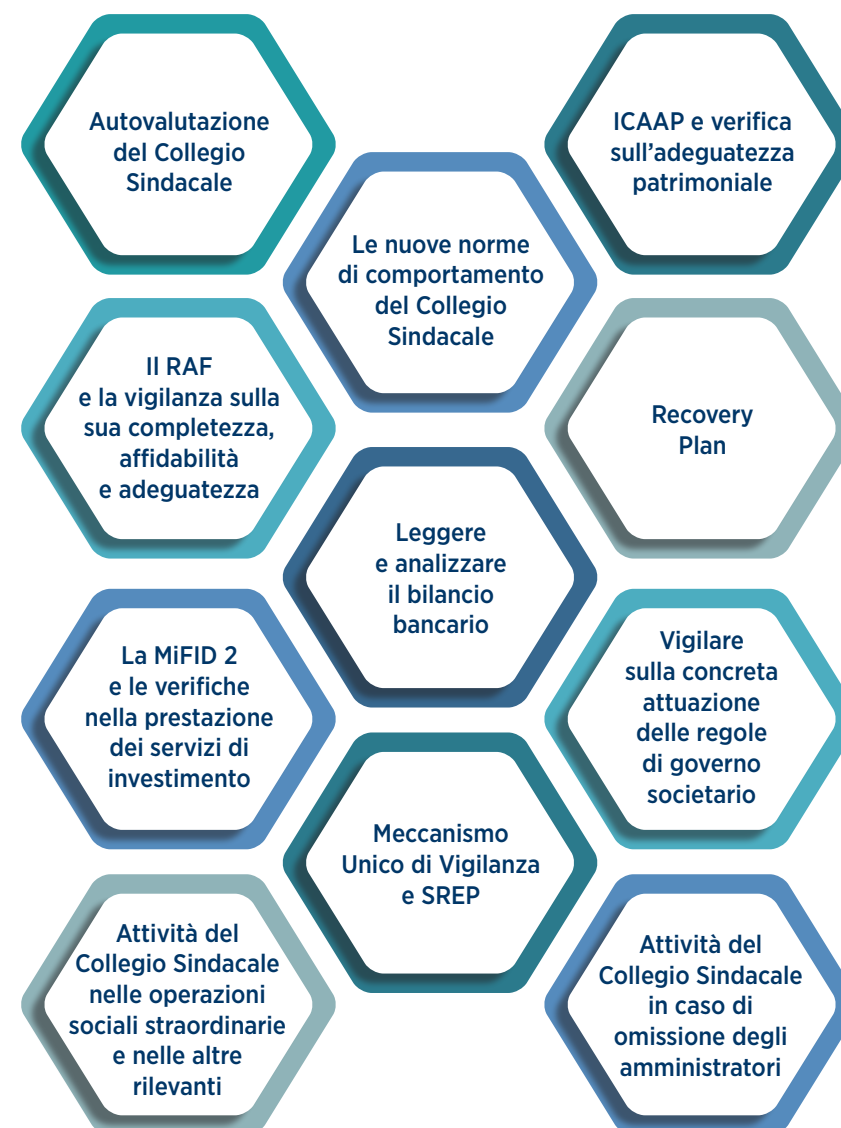 Autovalutazione
del Collegio
Sindacale
ICAAP e verifica
sull’adeguatezza
patrimoniale
Le nuove norme
di comportamento
del Collegio
Sindacale
Il RAF
e la vigilanza sulla
sua completezza,
affidabilità
e adeguatezza
Recovery
Plan
Leggere
e analizzare
il bilancio
bancario
La MiFID 2
e le verifiche
nella prestazione
dei servizi di
investimento
Vigilare
sulla concreta
attuazione
delle regole
di governo
societario
Meccanismo
Unico di Vigilanza
e SREP
Attività del
Collegio Sindacale
nelle operazioni
sociali straordinarie
e nelle altre
rilevanti
Attività del
Collegio Sindacale
in caso di
omissione degli
amministratori